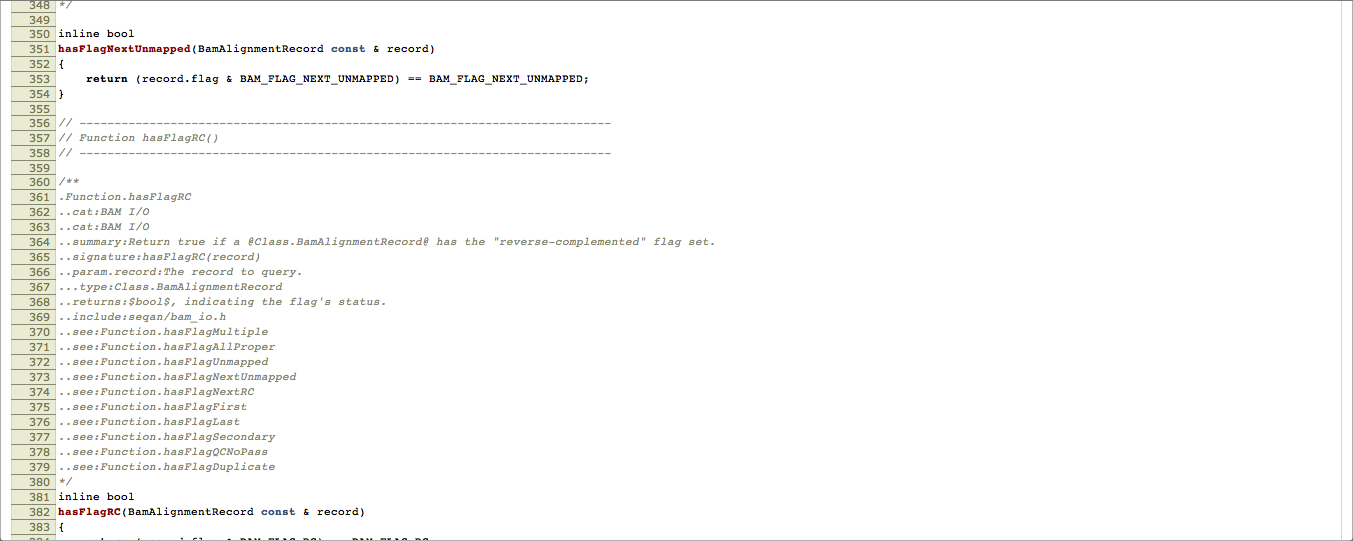 348 */
349
350 inline bool
351 hasFlagNextUnmapped(BamAlignmentRecord const & record)
352 {
353     return (record.flag & BAM_FLAG_NEXT_UNMAPPED) == BAM_FLAG_NEXT_UNMAPPED;
354 }
355
356 // ----------------------------------------------------------------------------
357 // Function hasFlagRC()
358 // ----------------------------------------------------------------------------
359
360 /**
361 .Function.hasFlagRC
362 ..cat:BAM I/O
363 ..cat:BAM I/O
364 ..summary:Return true if a @Class.BamAlignmentRecord@ has the "reverse-complemented" flag set.
365 ..signature:hasFlagRC(record)
366 ..param.record:The record to query.
367 ...type:Class.BamAlignmentRecord
368 ..returns:$bool$, indicating the flag's status.
369 ..include:seqan/bam_io.h
370 ..see:Function.hasFlagMultiple
371 ..see:Function.hasFlagAllProper
372 ..see:Function.hasFlagUnmapped
373 ..see:Function.hasFlagNextUnmapped
374 ..see:Function.hasFlagNextRC
375 ..see:Function.hasFlagFirst
376 ..see:Function.hasFlagLast
377 ..see:Function.hasFlagSecondary
378 ..see:Function.hasFlagQCNoPass
379 ..see:Function.hasFlagDuplicate
380 */
381 inline bool
382 hasFlagRC(BamAlignmentRecord const & record)
383 {